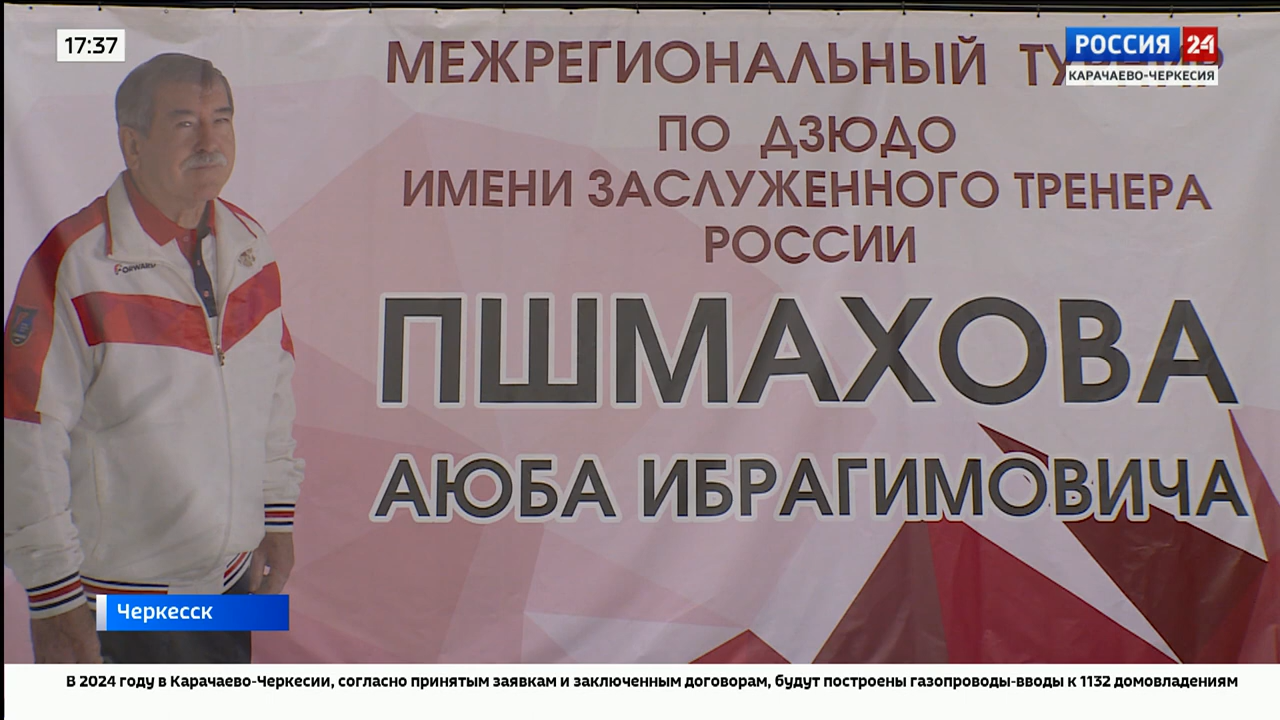 17:37
РОССИЯ 24
КАРАЧАЕВО-ЧЕРКЕСИЯ
МЕЖРЕГИОНАЛЬНЫЙ
ПО ДЗЮДО
ИМЕНИ ЗАСЛУЖЕННОГО ТРЕНЕРА
РОССИИ
ПШМАХОВА
АЮБА ИБРАГИМОВИЧА
FORWARD
Черкесск
В 2024 году в Карачаево-Черкесии, согласно принятым заявкам и заключенным договорам, будут построены газопроводы-вводы к 1132 домовладениям